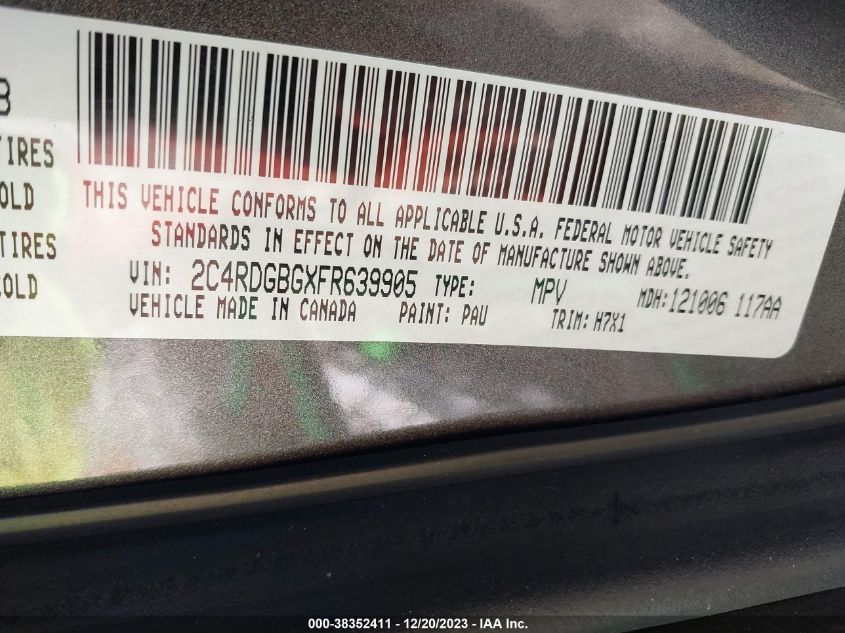 B
TIRES
OLD
TIRES
COLD
THIS VEHICLE CONFORMS TO ALL APPLICABLE U.S.A. FEDERAL MOTOR VEHICLE SAFETY
STANDARDS IN EFFECT ON THE DATE OF MANUFACTURE SHOWN ABOVE.
VIN: 2C4RDGBGXFR639905 TYPE: MPV MDH:121006 117AA
VEHICLE MADE IN CANADA PAINT: PAU TRIM: H7X1
000-38352411 - 12/20/2023 - IAA Inc.